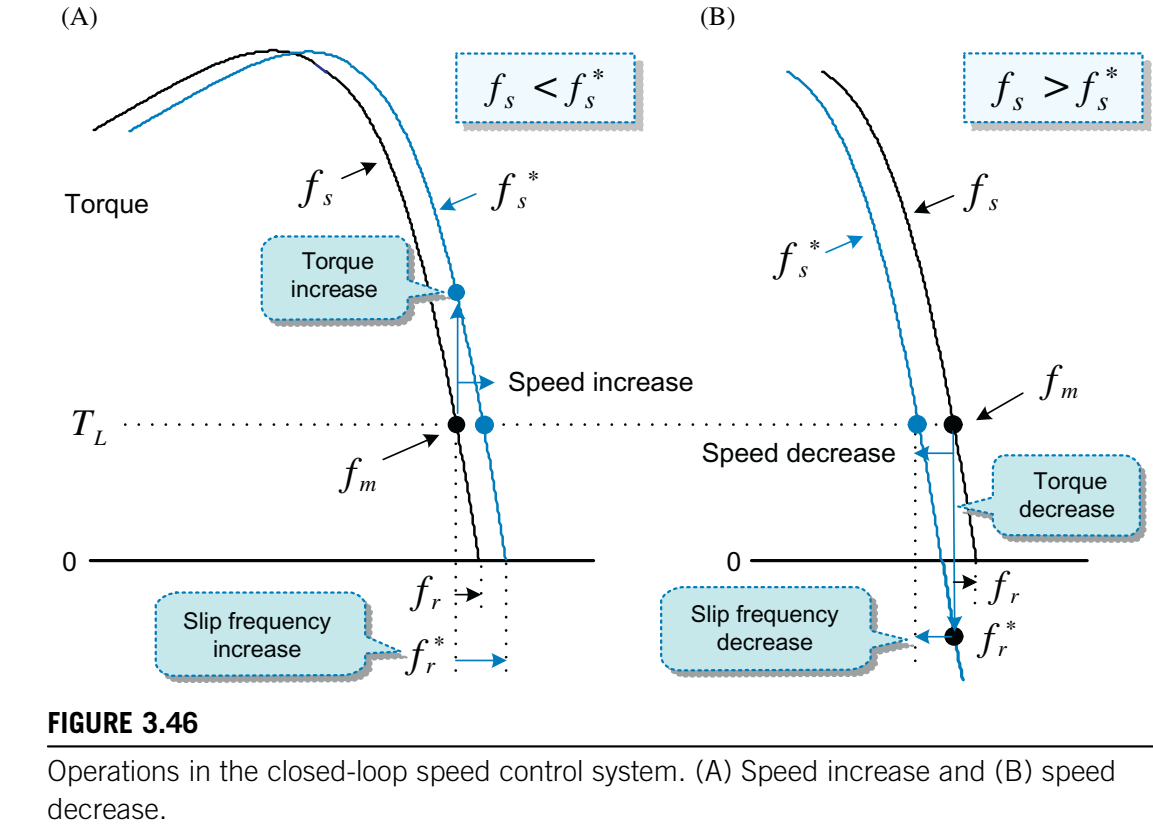 (A)
f_s < f_s^*
f_s
f_s^*
Torque
Torque
increase
Speed increase
T_L
f_m
0
f_r
Slip frequency
increase
f_r^*
(B)
f_s > f_s^*
f_s
f_s^*
f_m
Speed decrease
Torque
decrease
0
f_r
Slip frequency
decrease
f_r^*
FIGURE 3.46
Operations in the closed-loop speed control system. (A) Speed increase and (B) speed
decrease.